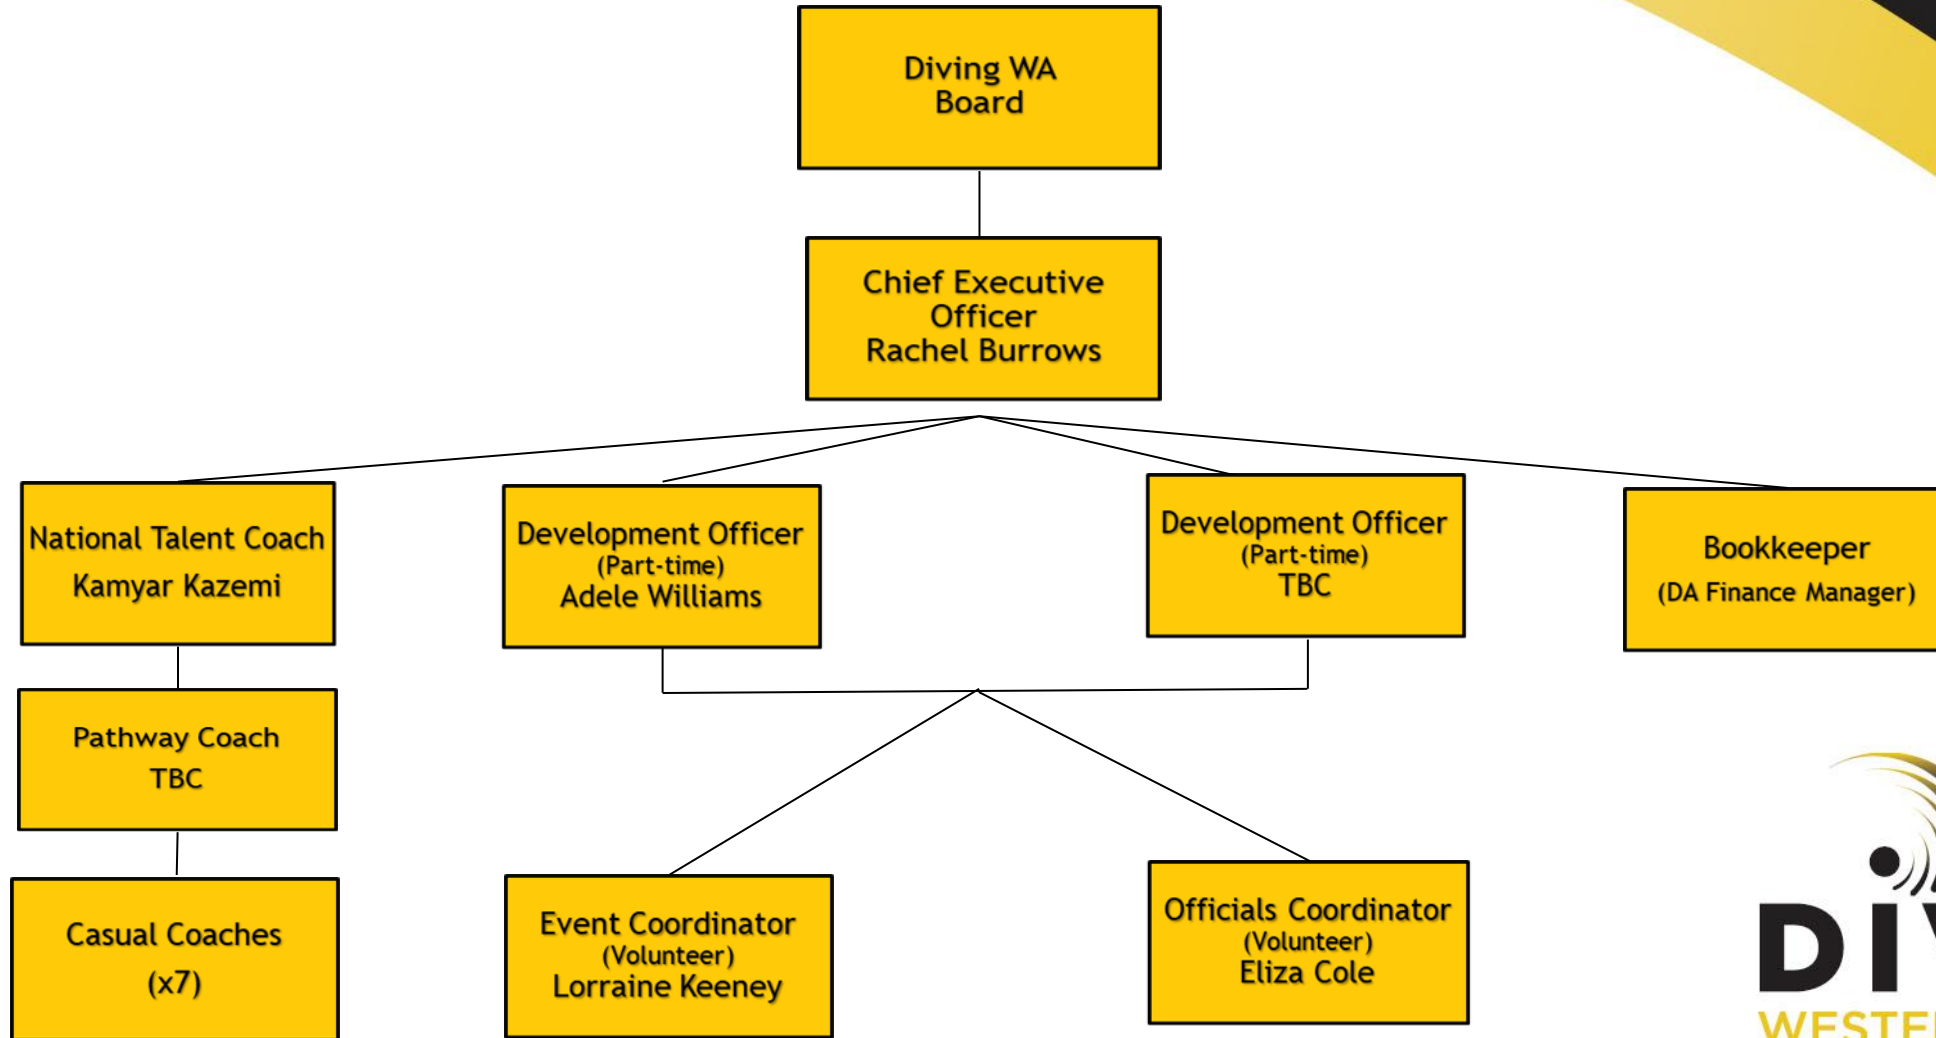 Diving WA
Board
Chief Executive
Officer
Rachel Burrows
National Talent Coach
Kamyar Kazemi
Development Officer
(Part-time)
Adele Williams
Development Officer
(Part-time)
TBC
Bookkeeper
(DA Finance Manager)
Pathway Coach
TBC
Casual Coaches
(x7)
Event Coordinator
(Volunteer)
Lorraine Keeney
Officials Coordinator
(Volunteer)
Eliza Cole